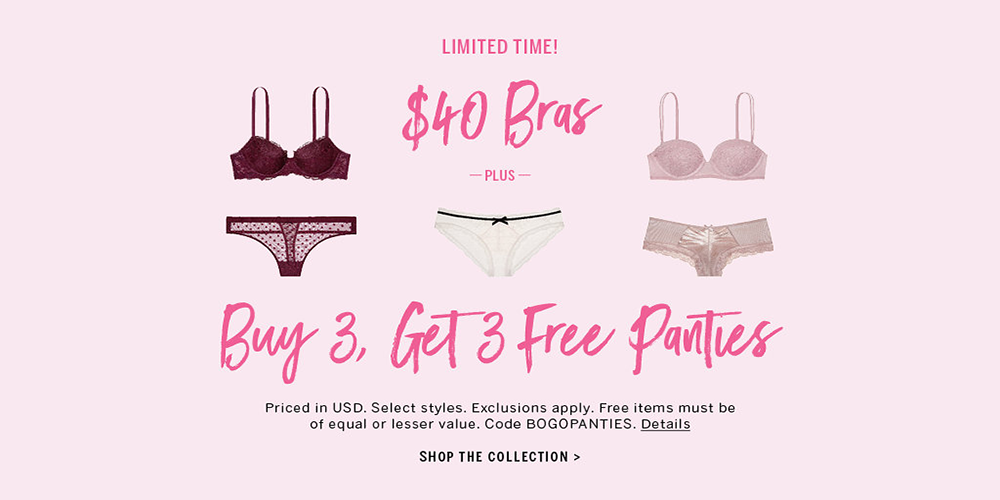 LIMITED TIME!
$40 Bras
— PLUS —
Buy 3, Get 3 Free Panties
Priced in USD. Select styles. Exclusions apply. Free items must be
of equal or lesser value. Code BOGOPANTIES. Details
SHOP THE COLLECTION >